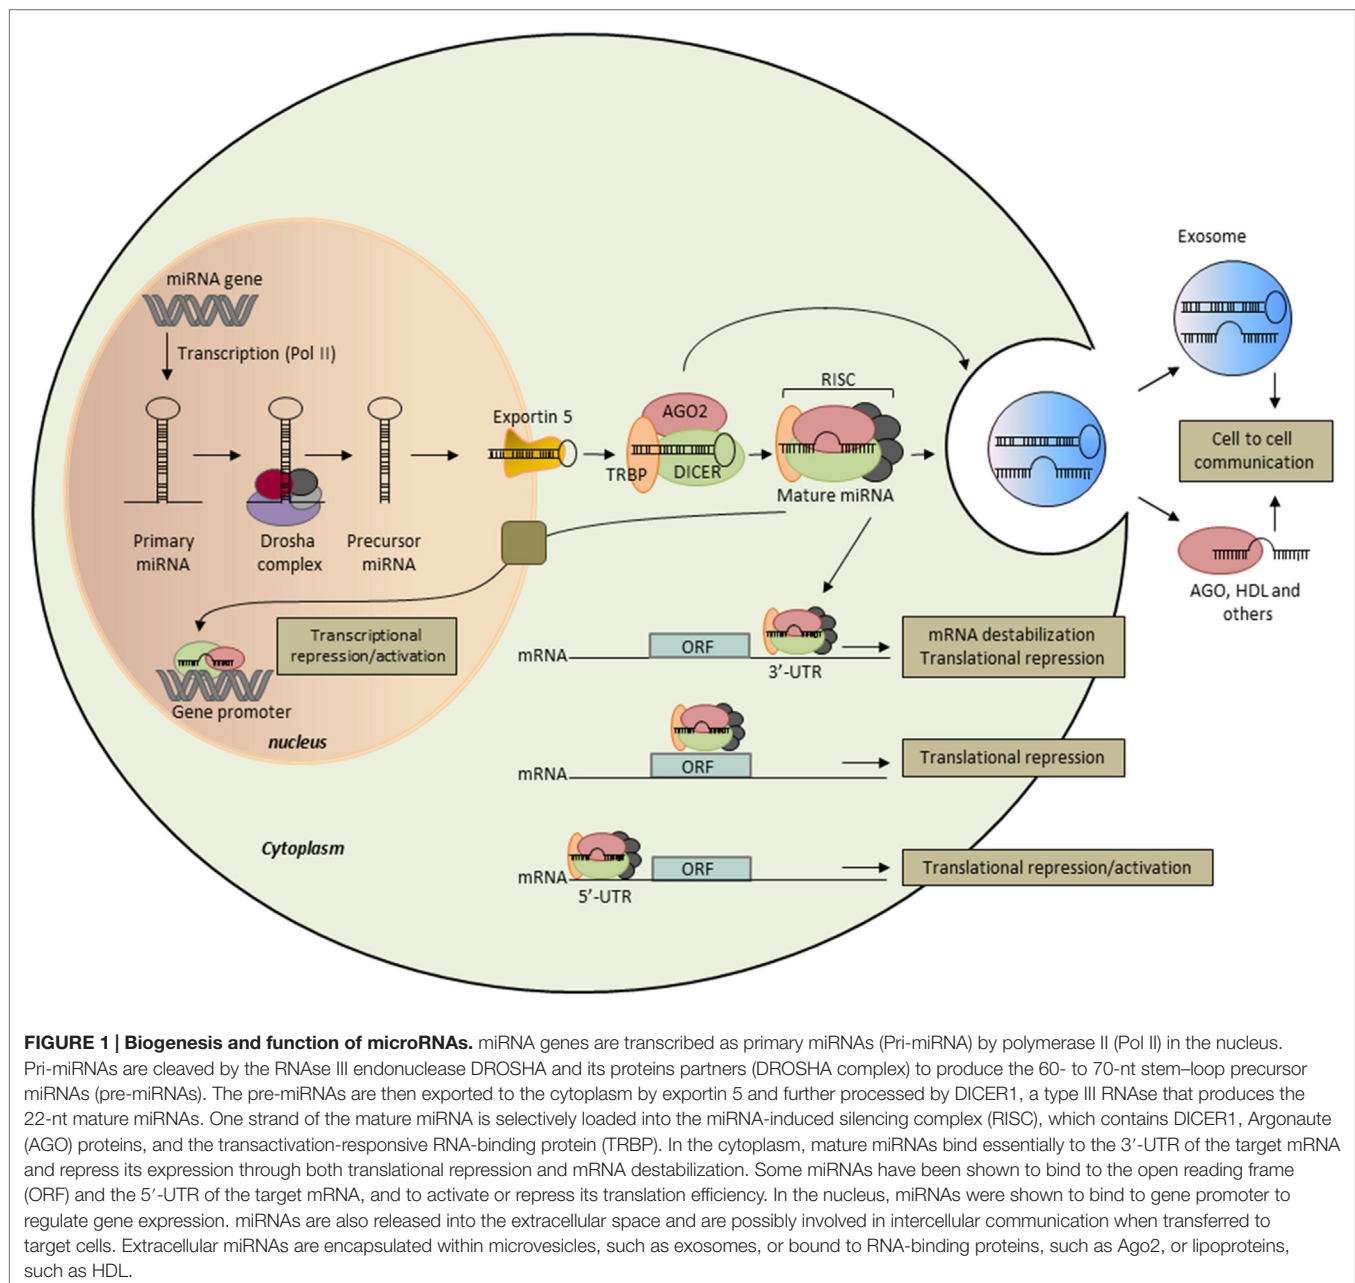 Exosome
miRNA gene
Transcription (Pol II)
RISC
Exportin 5
AGO2
TRBP
DICER
Mature miRNA
Cell to cell
communication
Primary
miRNA
Drosha
complex
Precursor
miRNA
AGO, HDL and
others
Transcriptional
repression/activation
Gene promoter
nucleus
mRNA
ORF
3′-UTR
mRNA destabilization
Translational repression
mRNA
ORF
Translational repression
Cytoplasm
mRNA
ORF
5′-UTR
Translational repression/activation
FIGURE 1 | Biogenesis and function of microRNAs. miRNA genes are transcribed as primary miRNAs (Pri-miRNA) by polymerase II (Pol II) in the nucleus.
Pri-miRNAs are cleaved by the RNAse III endonuclease DROSHA and its proteins partners (DROSHA complex) to produce the 60- to 70-nt stem–loop precursor
miRNAs (pre-miRNAs). The pre-miRNAs are then exported to the cytoplasm by exportin 5 and further processed by DICER1, a type III RNAse that produces the
22-nt mature miRNAs. One strand of the mature miRNA is selectively loaded into the miRNA-induced silencing complex (RISC), which contains DICER1, Argonaute
(AGO) proteins, and the transactivation-responsive RNA-binding protein (TRBP). In the cytoplasm, mature miRNAs bind essentially to the 3′-UTR of the target mRNA
and repress its expression through both translational repression and mRNA destabilization. Some miRNAs have been shown to bind to the open reading frame
(ORF) and the 5′-UTR of the target mRNA, and to activate or repress its translation efficiency. In the nucleus, miRNAs were shown to bind to gene promoter to
regulate gene expression. miRNAs are also released into the extracellular space and are possibly involved in intercellular communication when transferred to
target cells. Extracellular miRNAs are encapsulated within microvesicles, such as exosomes, or bound to RNA-binding proteins, such as Ago2, or lipoproteins,
such as HDL.